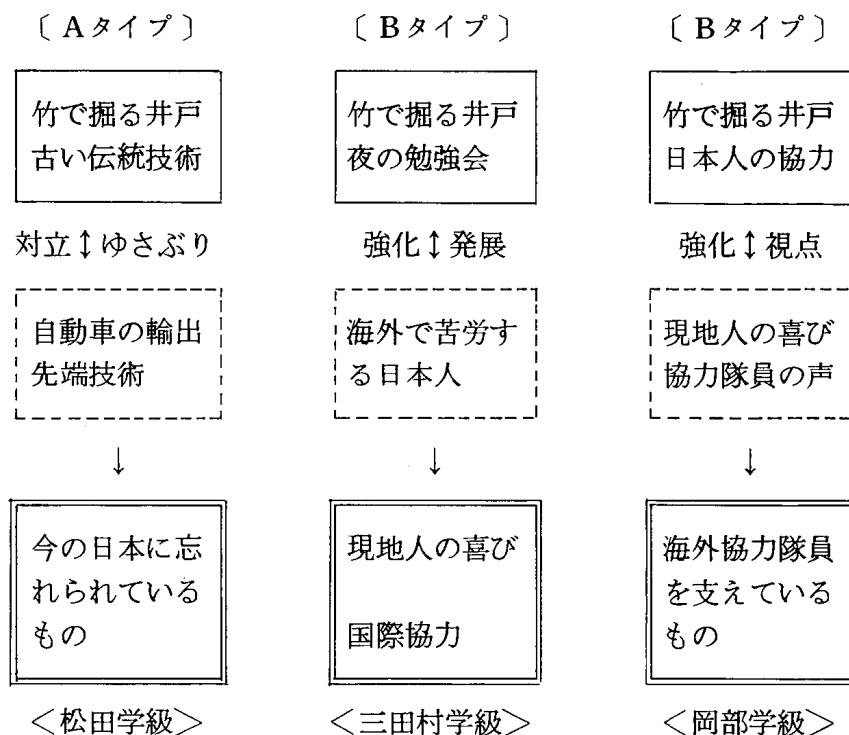 〔Aタイプ〕
竹で掘る井戸
古い伝統技術
対立↕ゆさぶり
自動車の輸出
先端技術
↓
今の日本に忘
れられている
もの
<松田学級>
〔Bタイプ〕
竹で掘る井戸
夜の勉強会
強化↕発展
海外で苦労す
る日本人
↓
現地人の喜び
国際協力
<三田村学級>
〔Bタイプ〕
竹で掘る井戸
日本人の協力
強化↕視点
現地人の喜び
協力隊員の声
↓
海外協力隊員
を支えている
もの
<岡部学級>